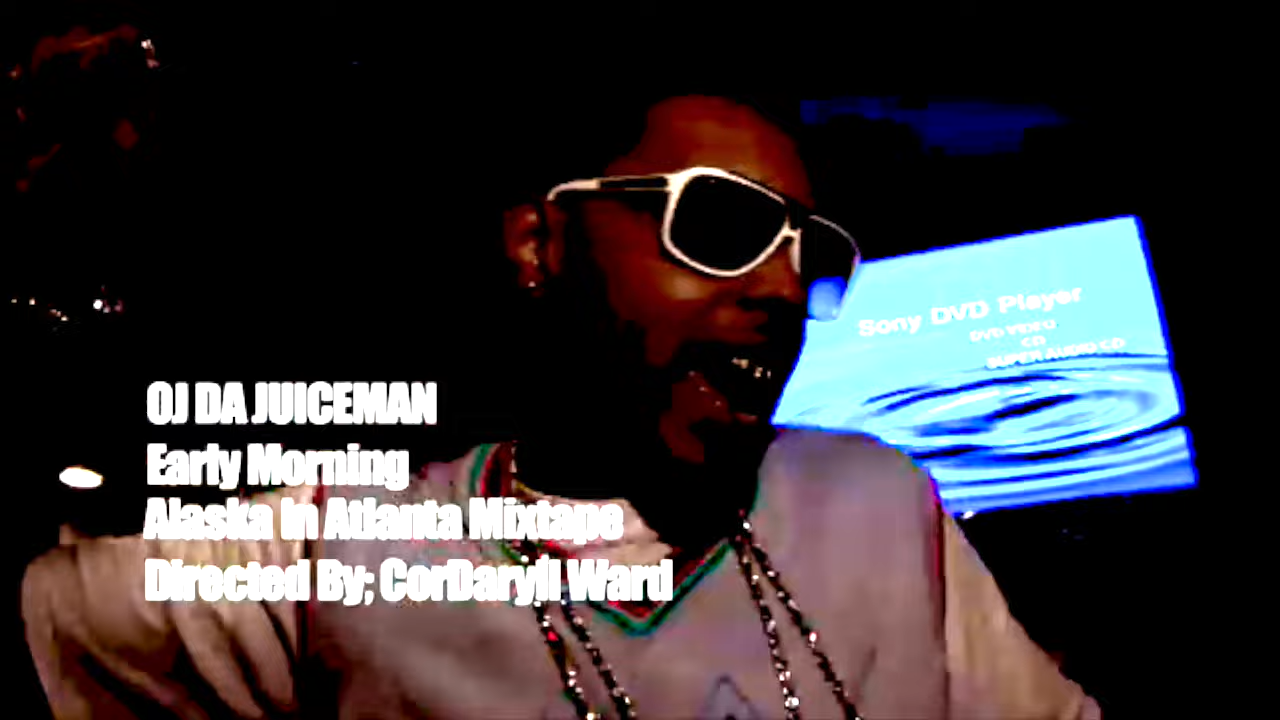 Sony DVD Player
DVD VIDEO
CD
SUPER AUDIO CD
OJ DA JUICEMAN
Early Morning
Alaska In Atlanta Mixtape
Directed By; CorDaryll Ward